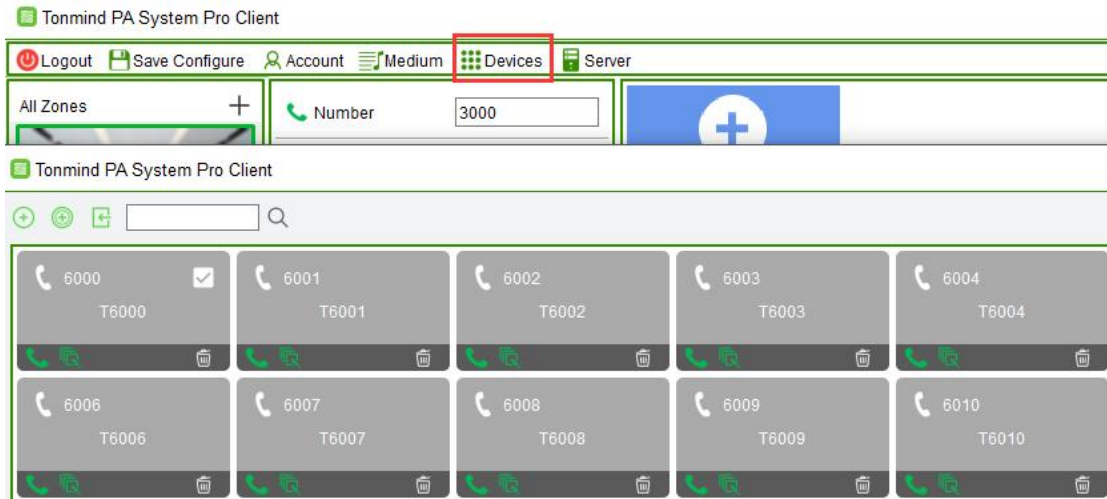 Tonmind PA System Pro Client
Logout Save Configure Account Medium Devices Server
All Zones
Number 3000
Tonmind PA System Pro Client
6000 6001 6002 6003 6004
T6000 T6001 T6002 T6003 T6004
6006 6007 6008 6009 6010
T6006 T6007 T6008 T6009 T6010